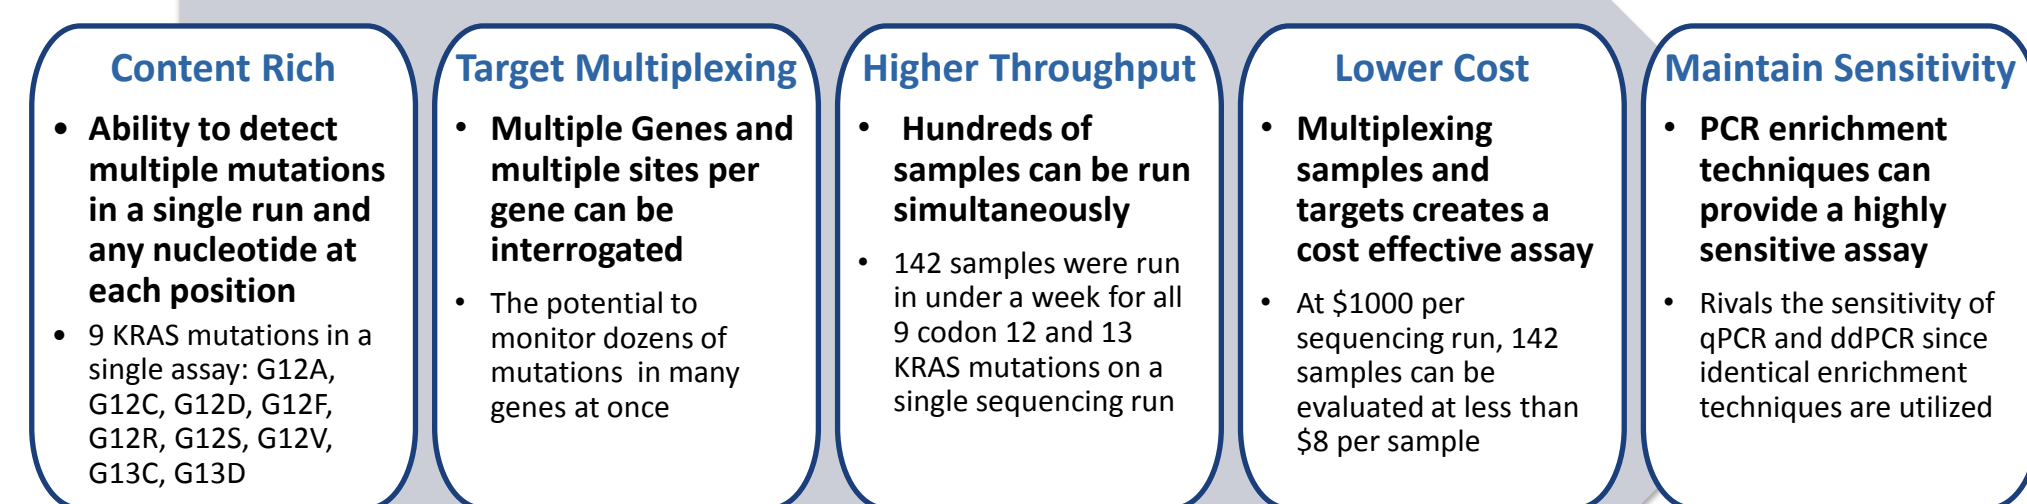 Content Rich
• Ability to detect
multiple mutations
in a single run and
any nucleotide at
each position
• 9 KRAS mutations in a
single assay: G12A,
G12C, G12D, G12F,
G12R, G12S, G12V,
G13C, G13D
Target Multiplexing
• Multiple Genes and
multiple sites per
gene can be
interrogated
• The potential to
monitor dozens of
mutations in many
genes at once
Higher Throughput
• Hundreds of
samples can be run
simultaneously
• 142 samples were run
in under a week for all
9 codon 12 and 13
KRAS mutations on a
single sequencing run
Lower Cost
• Multiplexing
samples and
targets creates a
cost effective assay
• At $1000 per
sequencing run, 142
samples can be
evaluated at less than
$8 per sample
Maintain Sensitivity
• PCR enrichment
techniques can
provide a highly
sensitive assay
• Rivals the sensitivity of
qPCR and ddPCR since
identical enrichment
techniques are utilized